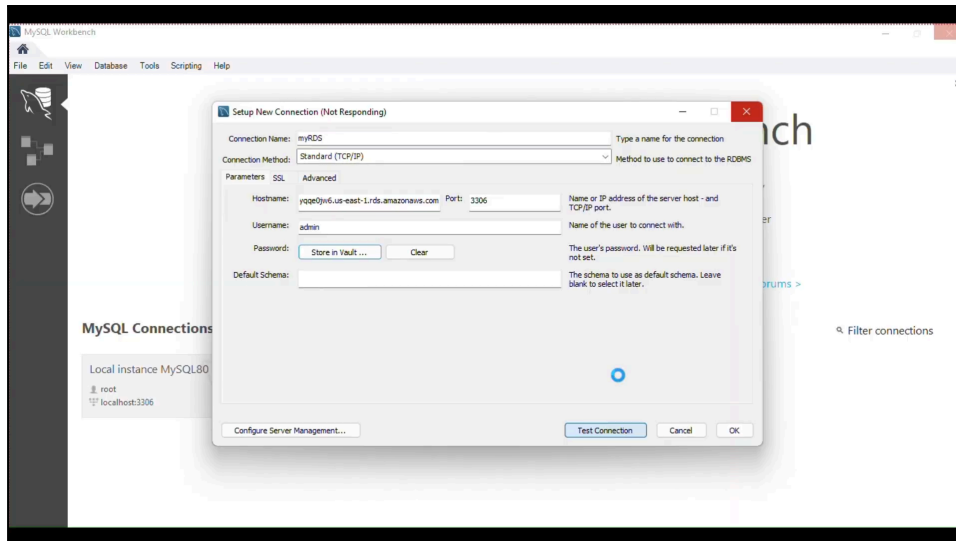 MySQL Workbench
File Edit View Database Tools Scripting Help
Setup New Connection (Not Responding)
Connection Name: myRDS Type a name for the connection
Connection Method: Standard (TCP/IP) Method to use to connect to the RDBMS
Parameters SSL Advanced
Hostname: yqqe0jw6.us-east-1.rds.amazonaws.com Port: 3306 Name or IP address of the server host - and
TCP/IP port.
Username: admin Name of the user to connect with.
Password: Store in Vault ... Clear The user's password. Will be requested later if it's
not set.
Default Schema: The schema to use as default schema. Leave
blank to select it later.
Configure Server Management... Test Connection Cancel OK
nch
er
orums >
MySQL Connections
Filter connections
Local instance MySQL80
root
localhost:3306